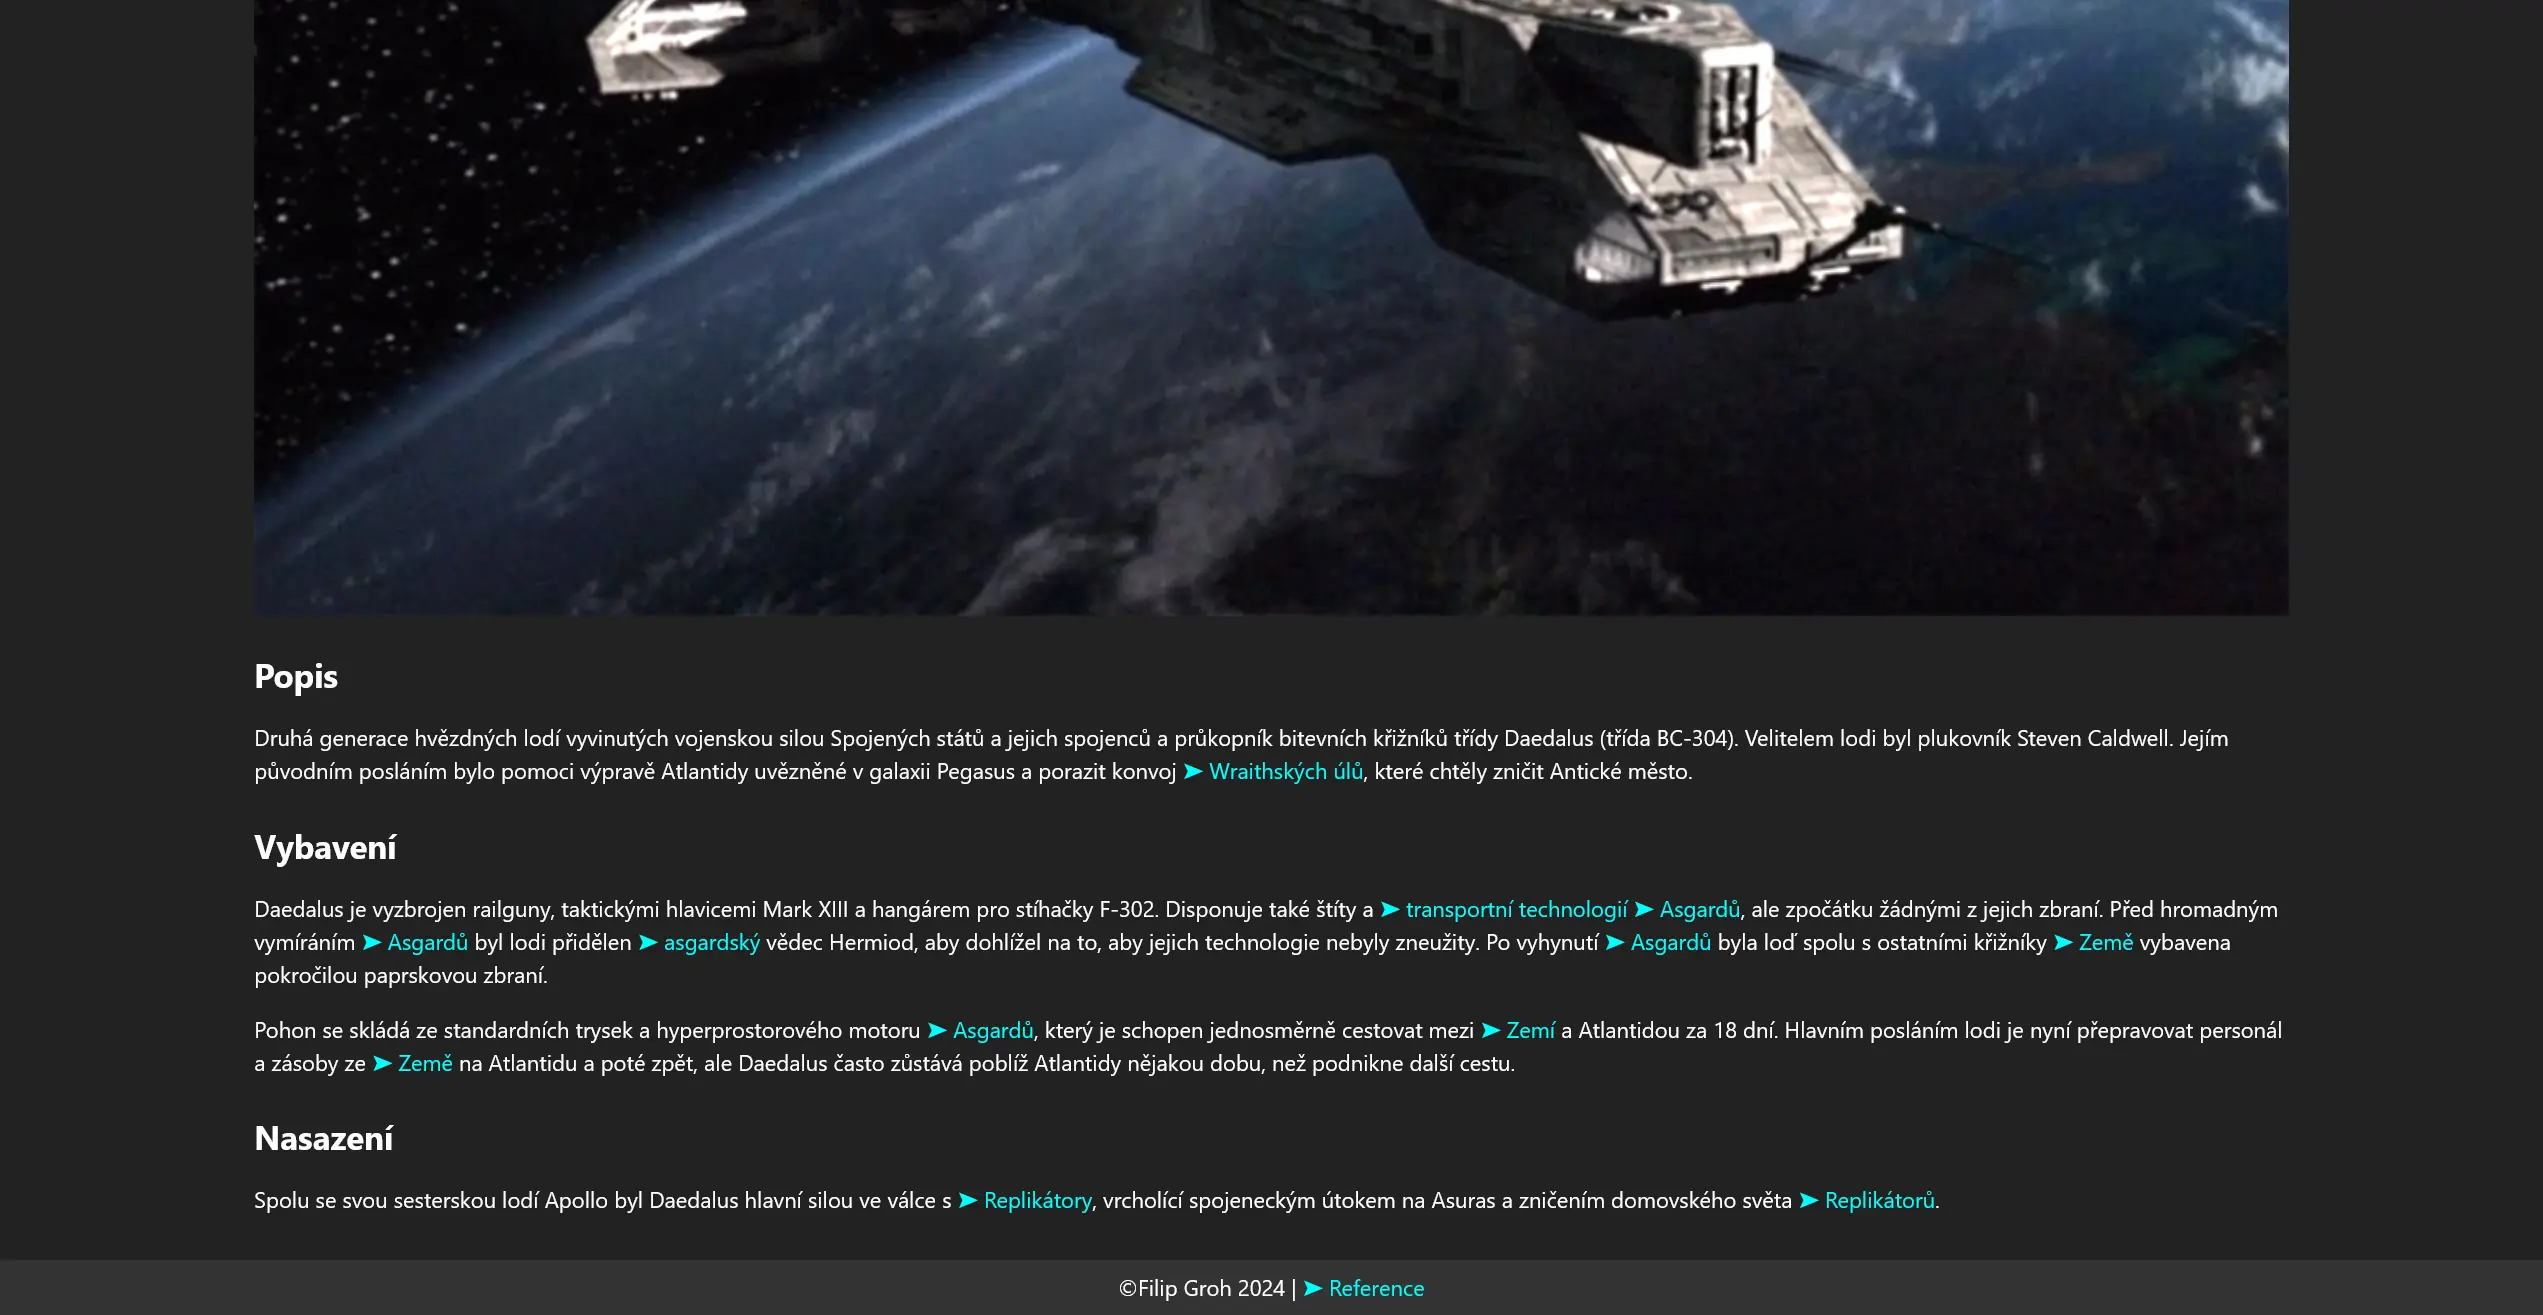 Popis
Druhá generace hvězdných lodí vyvinutých vojenskou silou Spojených států a jejich spojenců a průkopník bitevních křižníků třídy Daedalus (třída BC-304). Velitelem lodi byl plukovník Steven Caldwell. Jejím
původním posláním bylo pomoci výpravě Atlantidy uvězněné v galaxii Pegasus a porazit konvoj ➤ Wraithských úlů, které chtěly zničit Antické město.
Vybavení
Daedalus je vyzbrojen railguny, taktickými hlavicemi Mark XIII a hangárem pro stíhačky F-302. Disponuje také štíty a ➤ transportní technologií ➤ Asgardů, ale zpočátku žádnými z jejich zbraní. Před hromadným
vymíráním ➤ Asgardů byl lodi přidělen ➤ asgardský vědec Hermiod, aby dohlížel na to, aby jejich technologie nebyly zneužity. Po vyhynutí ➤ Asgardů byla loď spolu s ostatními křižníky ➤ Země vybavena
pokročilou paprskovou zbraní.
Pohon se skládá ze standardních trysek a hyperprostorového motoru ➤ Asgardů, který je schopen jednosměrně cestovat mezi ➤ Zemí a Atlantidou za 18 dní. Hlavním posláním lodi je nyní přepravovat personál
a zásoby ze ➤ Země na Atlantidu a poté zpět, ale Daedalus často zůstává poblíž Atlantidy nějakou dobu, než podnikne další cestu.
Nasazení
Spolu se svou sesterskou lodí Apollo byl Daedalus hlavní silou ve válce s ➤ Replikátory, vrcholící spojeneckým útokem na Asuras a zničením domovského světa ➤ Replikátorů.
©Filip Groh 2024 | ➤ Reference